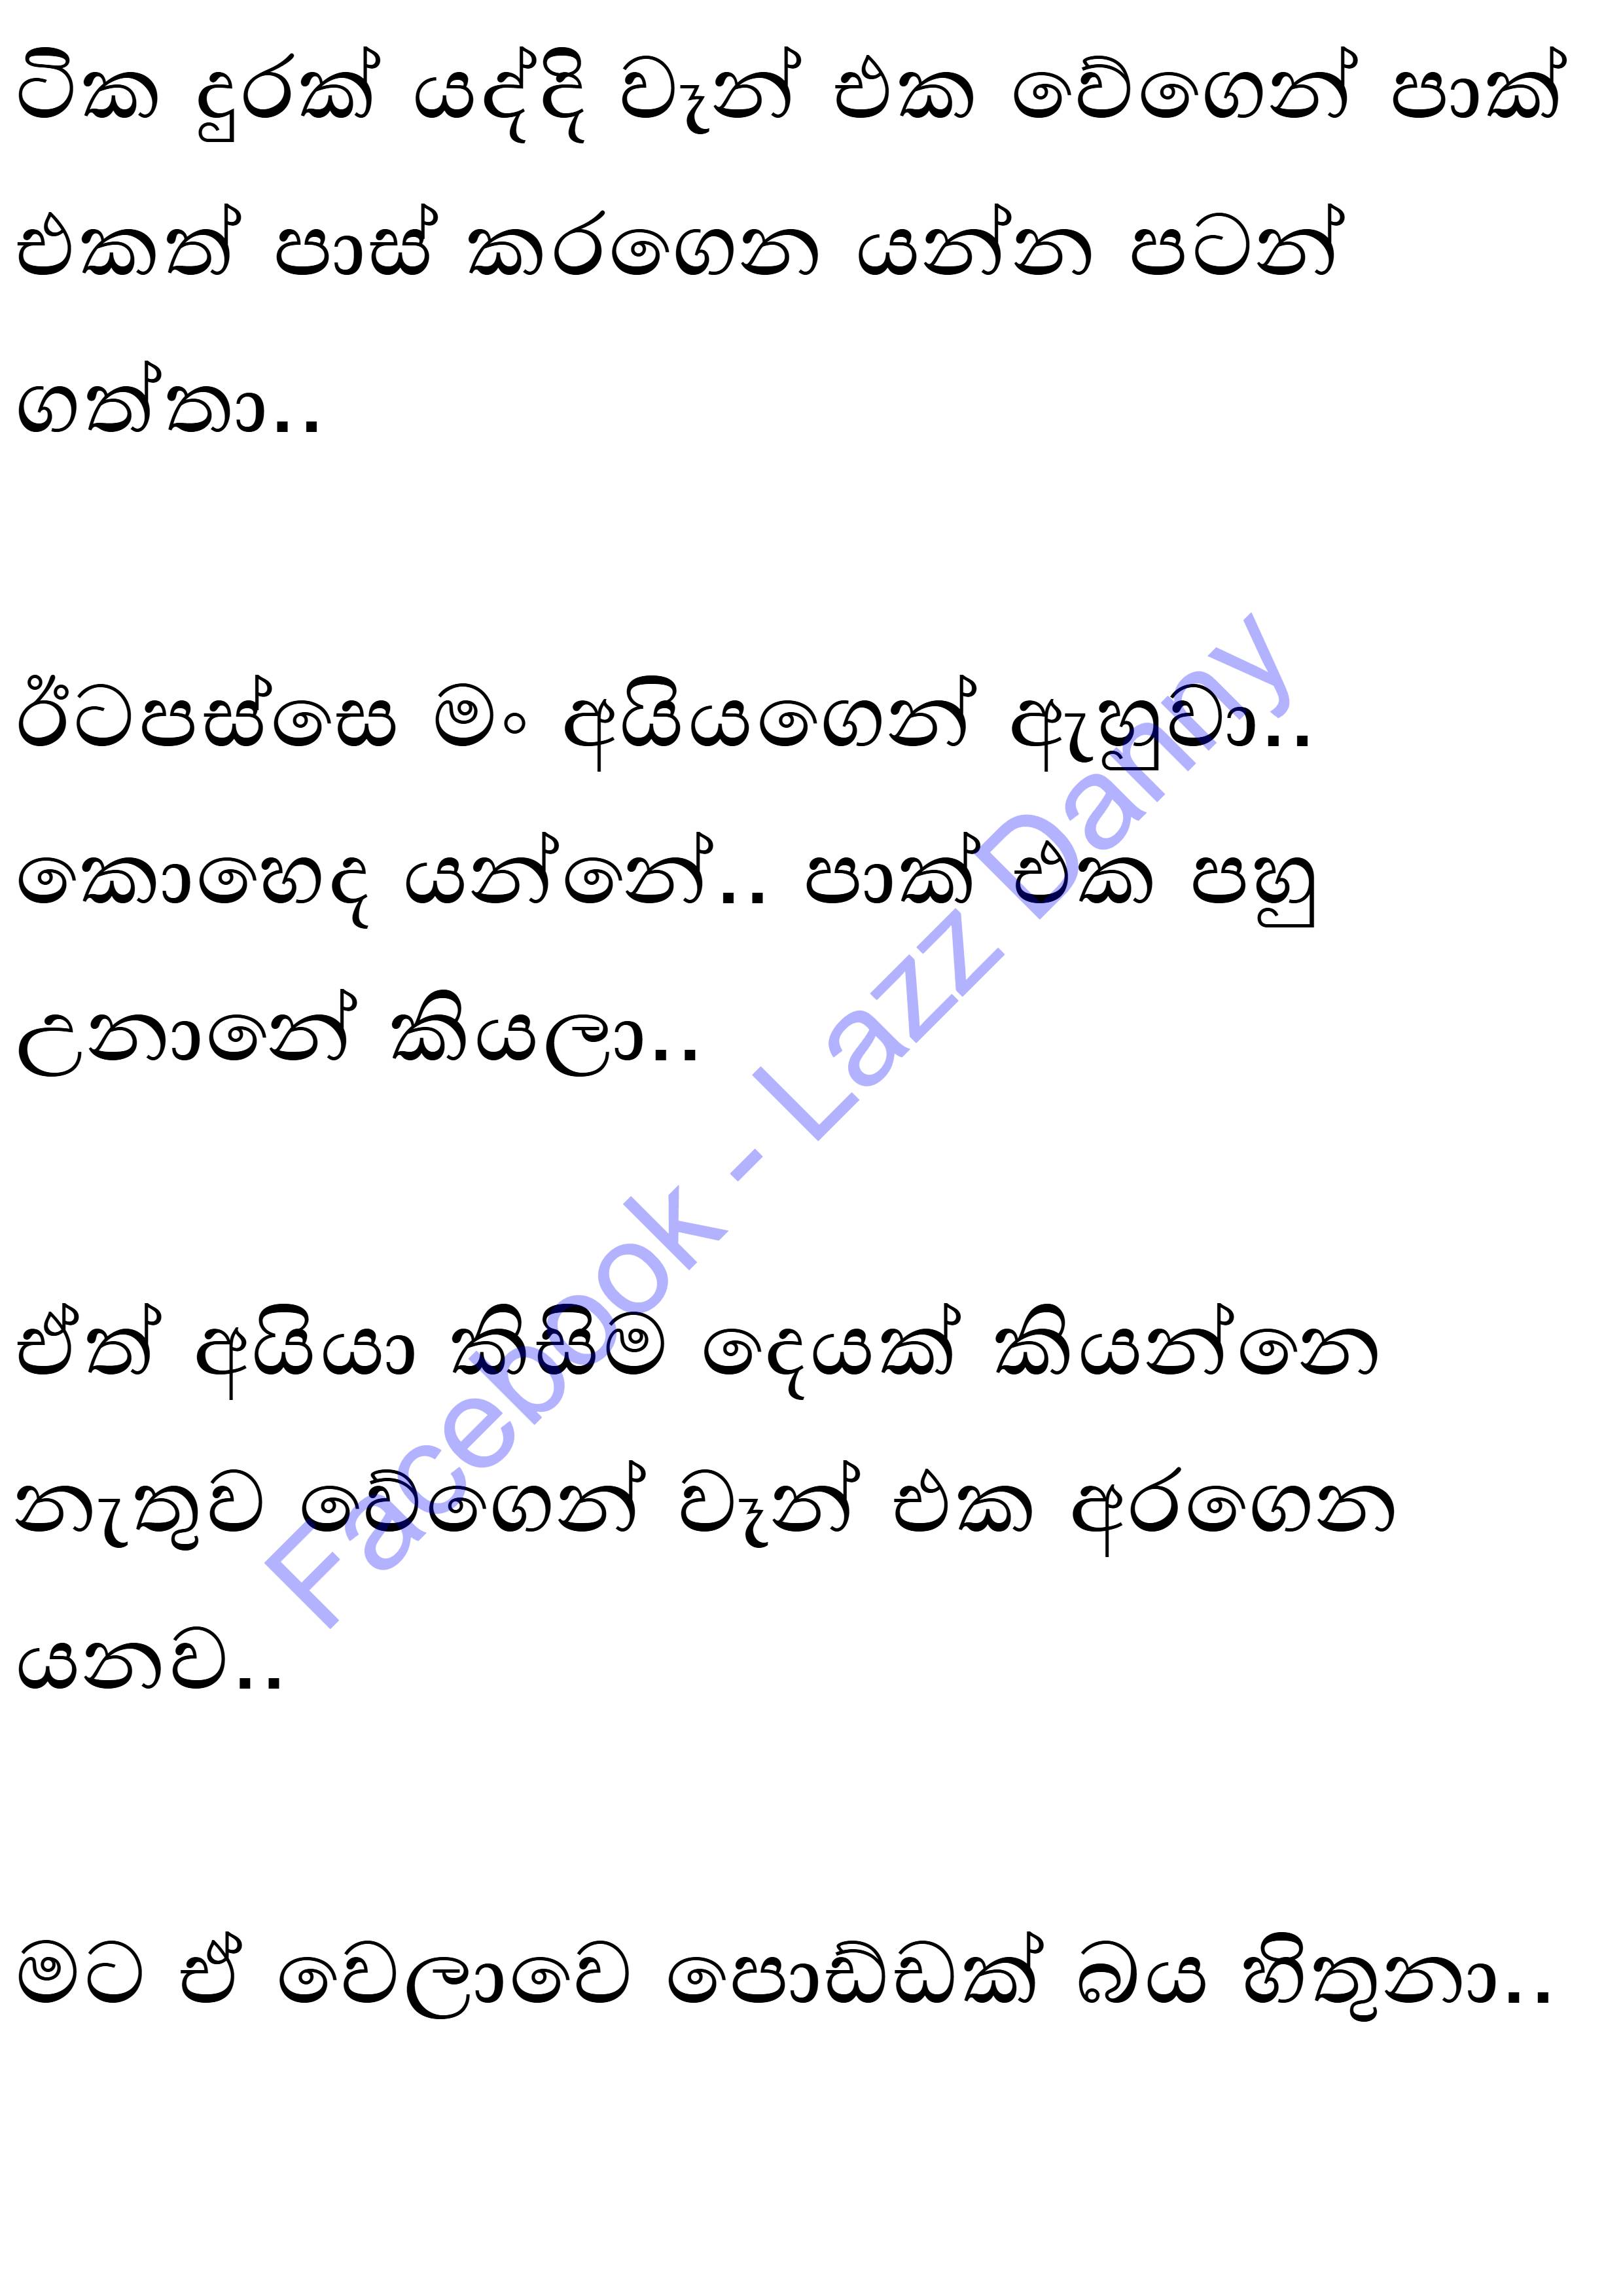 ටික දුරක් යද්දි වෑන් එක වේගෙන් පාක්
එකත් පාස් කරගෙන යන්න පටන්
ගත්තා..
ඊටපස්සෙ මං අයියගෙන් ඇහුවා..
කොහෙද යන්නේ.. පාක් එක පහු
උනානේ කියලා..
ඒත් අයියා කිසිම දෙයක් කියන්නෙ
නැතුව වේගෙන් වෑන් එක අරගෙන
යනව..
මට ඒ වෙලාවෙ පොඩ්ඩක් බය හිතුනා..
Facebook - Lazz Danny